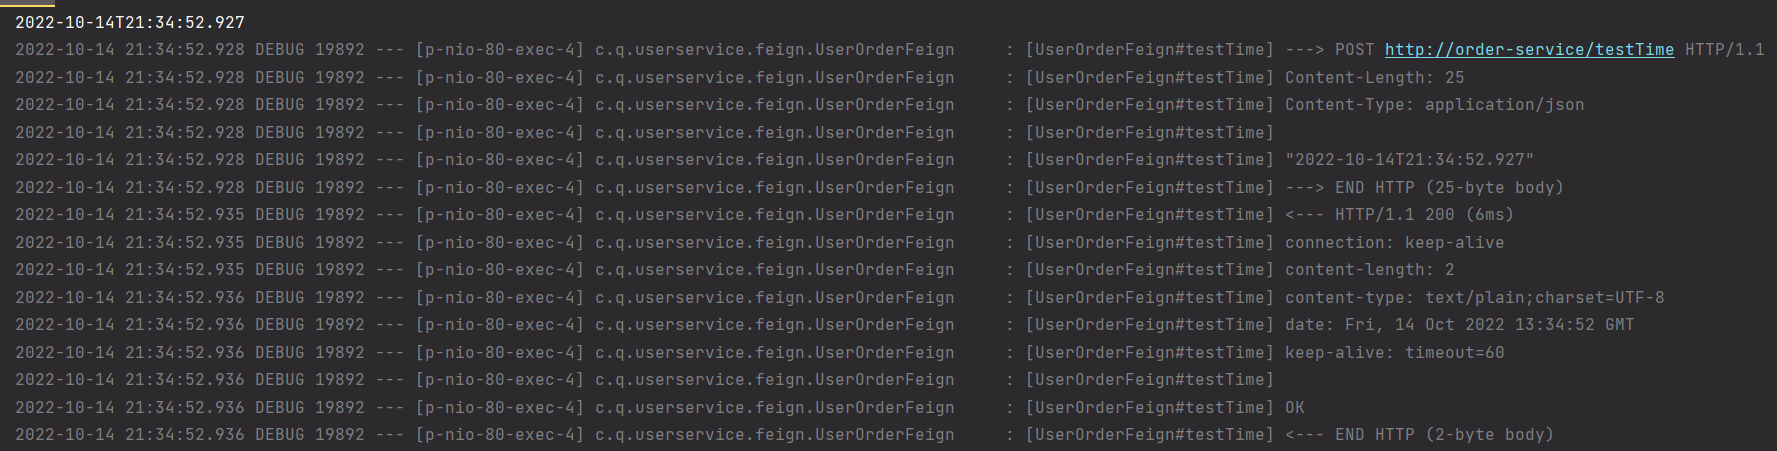 2022-10-14T21:34:52.927
2022-10-14 21:34:52.928 DEBUG 19892 --- [p-nio-80-exec-4] c.q.userservice.feign.UserOrderFeign     : [UserOrderFeign#testTime] ---> POST http://order-service/testTime HTTP/1.1
2022-10-14 21:34:52.928 DEBUG 19892 --- [p-nio-80-exec-4] c.q.userservice.feign.UserOrderFeign     : [UserOrderFeign#testTime] Content-Length: 25
2022-10-14 21:34:52.928 DEBUG 19892 --- [p-nio-80-exec-4] c.q.userservice.feign.UserOrderFeign     : [UserOrderFeign#testTime] Content-Type: application/json
2022-10-14 21:34:52.928 DEBUG 19892 --- [p-nio-80-exec-4] c.q.userservice.feign.UserOrderFeign     : [UserOrderFeign#testTime]
2022-10-14 21:34:52.928 DEBUG 19892 --- [p-nio-80-exec-4] c.q.userservice.feign.UserOrderFeign     : [UserOrderFeign#testTime] "2022-10-14T21:34:52.927"
2022-10-14 21:34:52.928 DEBUG 19892 --- [p-nio-80-exec-4] c.q.userservice.feign.UserOrderFeign     : [UserOrderFeign#testTime] ---> END HTTP (25-byte body)
2022-10-14 21:34:52.935 DEBUG 19892 --- [p-nio-80-exec-4] c.q.userservice.feign.UserOrderFeign     : [UserOrderFeign#testTime] <--- HTTP/1.1 200 (6ms)
2022-10-14 21:34:52.935 DEBUG 19892 --- [p-nio-80-exec-4] c.q.userservice.feign.UserOrderFeign     : [UserOrderFeign#testTime] connection: keep-alive
2022-10-14 21:34:52.935 DEBUG 19892 --- [p-nio-80-exec-4] c.q.userservice.feign.UserOrderFeign     : [UserOrderFeign#testTime] content-length: 2
2022-10-14 21:34:52.936 DEBUG 19892 --- [p-nio-80-exec-4] c.q.userservice.feign.UserOrderFeign     : [UserOrderFeign#testTime] content-type: text/plain;charset=UTF-8
2022-10-14 21:34:52.936 DEBUG 19892 --- [p-nio-80-exec-4] c.q.userservice.feign.UserOrderFeign     : [UserOrderFeign#testTime] date: Fri, 14 Oct 2022 13:34:52 GMT
2022-10-14 21:34:52.936 DEBUG 19892 --- [p-nio-80-exec-4] c.q.userservice.feign.UserOrderFeign     : [UserOrderFeign#testTime] keep-alive: timeout=60
2022-10-14 21:34:52.936 DEBUG 19892 --- [p-nio-80-exec-4] c.q.userservice.feign.UserOrderFeign     : [UserOrderFeign#testTime]
2022-10-14 21:34:52.936 DEBUG 19892 --- [p-nio-80-exec-4] c.q.userservice.feign.UserOrderFeign     : [UserOrderFeign#testTime] OK
2022-10-14 21:34:52.936 DEBUG 19892 --- [p-nio-80-exec-4] c.q.userservice.feign.UserOrderFeign     : [UserOrderFeign#testTime] <--- END HTTP (2-byte body)